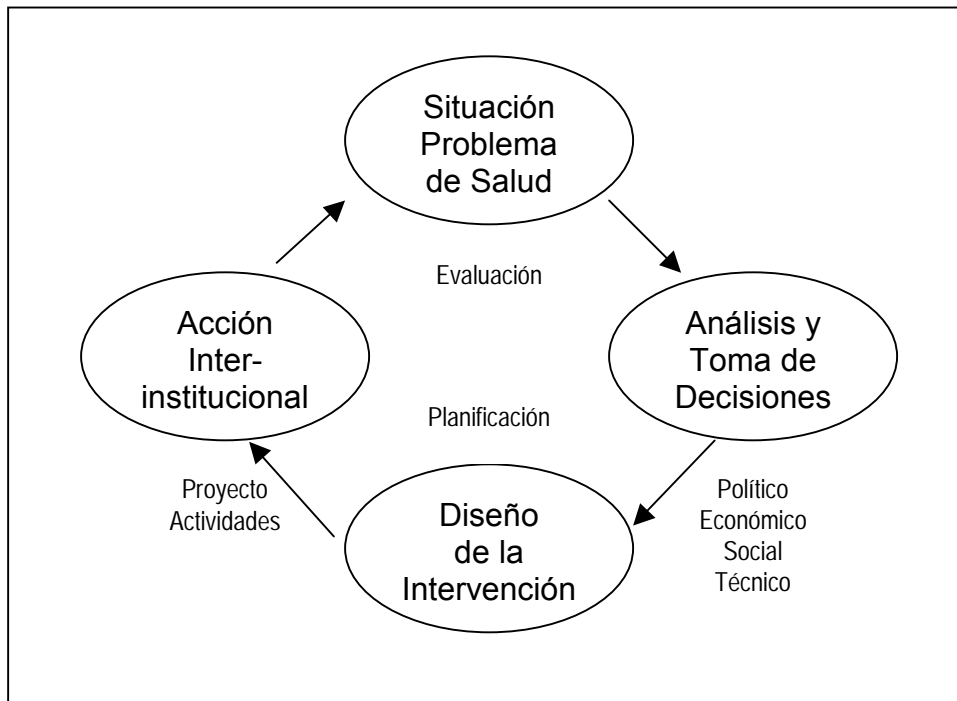 Situación
Problema
de Salud
Evaluación
Acción
Inter-
institucional
Análisis y
Toma de
Decisiones
Planificación
Proyecto
Actividades
Diseño
de la
Intervención
Político
Económico
Social
Técnico